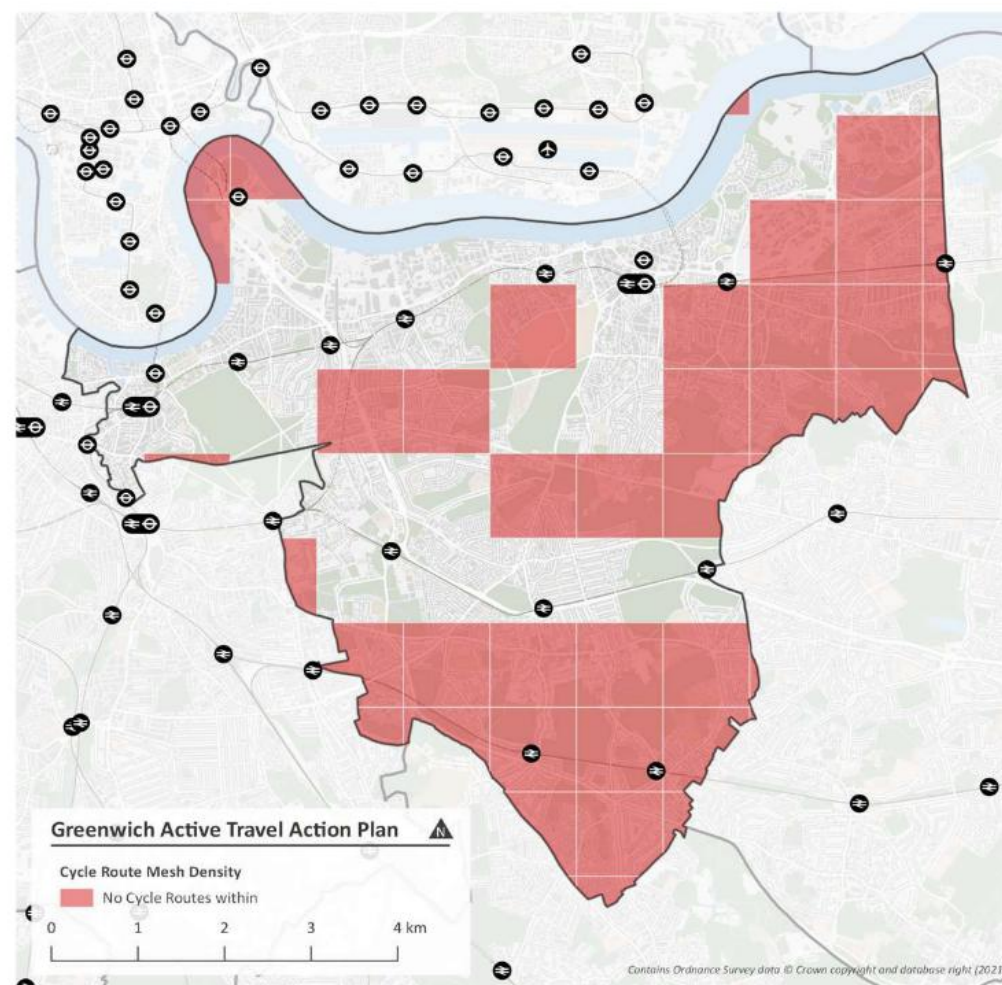 Greenwich Active Travel Action Plan
N
Cycle Route Mesh Density
No Cycle Routes within
0 1 2 3 4 km
Contains Ordnance Survey data © Crown copyright and database right (2021